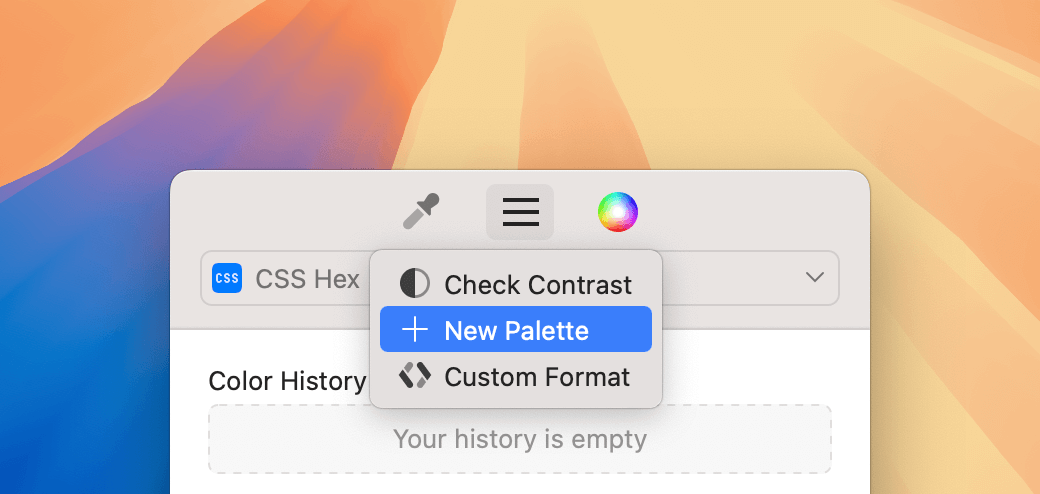 CSS CSS Hex
Check Contrast
New Palette
Custom Format
Color History
Your history is empty